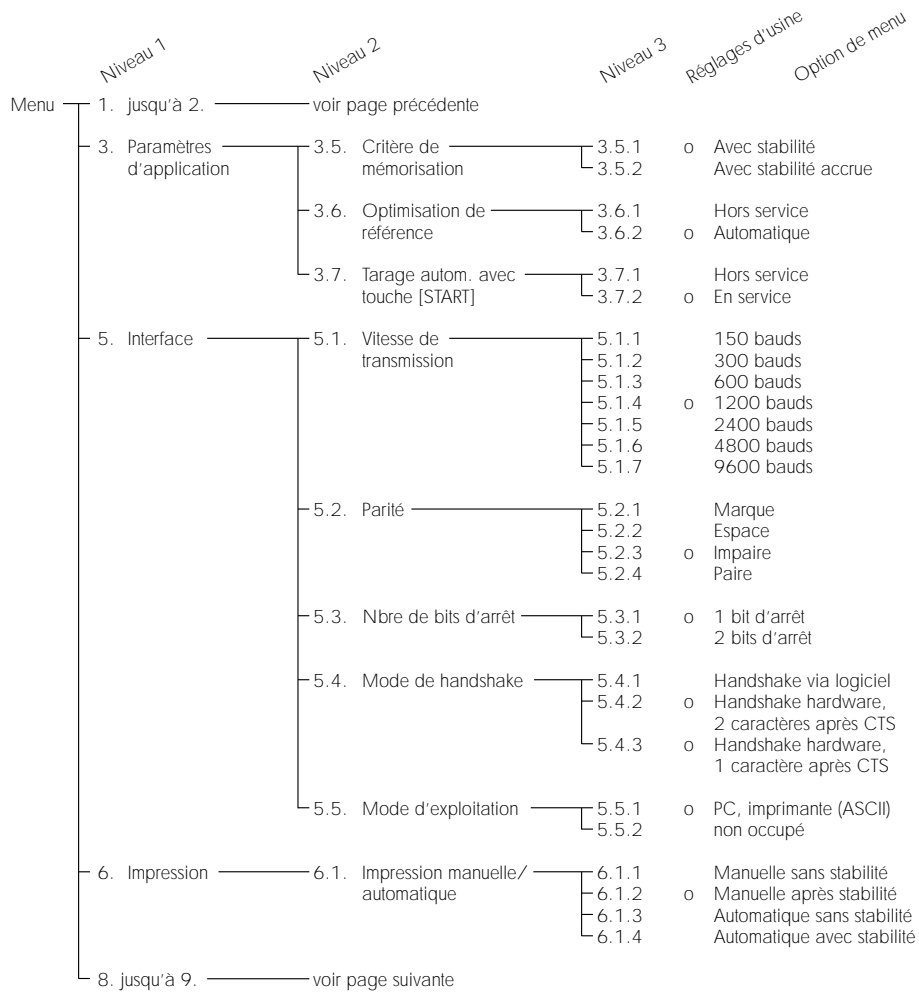 Niveau 1 Niveau 2 Niveau 3 Réglages d'usine Option de menu
Menu 1. jusqu'à 2. voir page précédente
3. Paramètres 3.5. Critère de 3.5.1 o Avec stabilité
d'application mémorisation 3.5.2 Avec stabilité accrue
3.6. Optimisation de 3.6.1 Hors service
référence 3.6.2 o Automatique
3.7. Tarage autom. avec 3.7.1 Hors service
touche [START] 3.7.2 o En service
5. Interface 5.1. Vitesse de 5.1.1 150 bauds
transmission 5.1.2 300 bauds
5.1.3 600 bauds
5.1.4 o 1200 bauds
5.1.5 2400 bauds
5.1.6 4800 bauds
5.1.7 9600 bauds
5.2. Parité 5.2.1 Marque
5.2.2 Espace
5.2.3 o Impaire
5.2.4 Paire
5.3. Nbre de bits d'arrêt 5.3.1 o 1 bit d'arrêt
5.3.2 2 bits d'arrêt
5.4. Mode de handshake 5.4.1 Handshake via logiciel
5.4.2 o Handshake hardware,
2 caractères après CTS
5.4.3 o Handshake hardware,
1 caractère après CTS
5.5. Mode d'exploitation 5.5.1 o PC, imprimante (ASCII)
5.5.2 non occupé
6. Impression 6.1. Impression manuelle/ 6.1.1 Manuelle sans stabilité
automatique 6.1.2 o Manuelle après stabilité
6.1.3 Automatique sans stabilité
6.1.4 Automatique avec stabilité
8. jusqu'à 9. voir page suivante